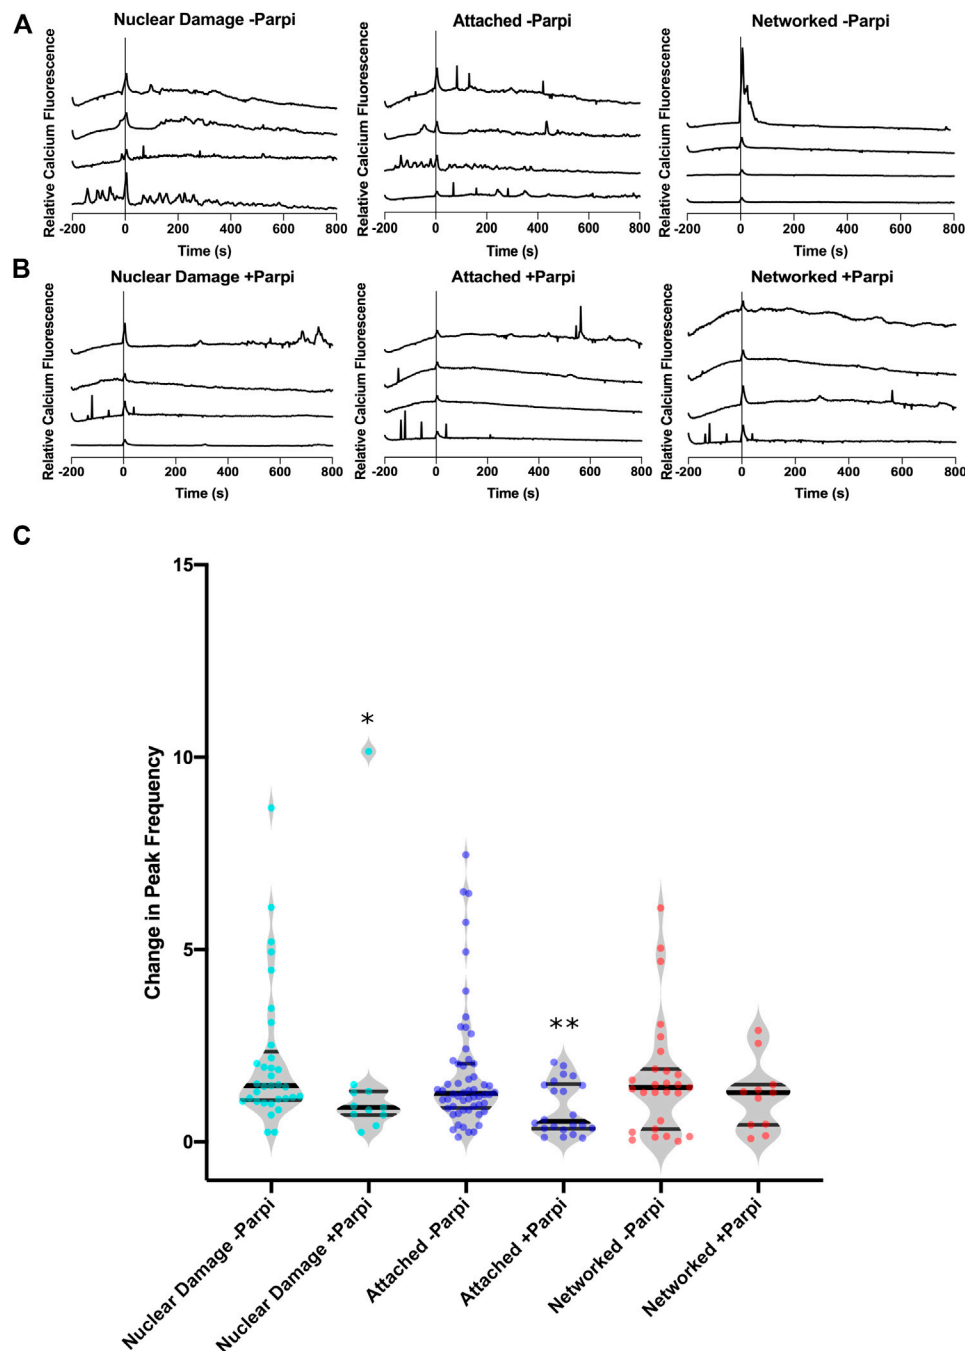 A
Nuclear Damage -Parpi
Attached -Parpi
Networked -Parpi
Relative Calcium Fluorescence
Relative Calcium Fluorescence
Relative Calcium Fluorescence
-200 0 200 400 600 800
-200 0 200 400 600 800
-200 0 200 400 600 800
Time (s)
Time (s)
Time (s)
B
Nuclear Damage +Parpi
Attached +Parpi
Networked +Parpi
Relative Calcium Fluorescence
Relative Calcium Fluorescence
Relative Calcium Fluorescence
-200 0 200 400 600 800
-200 0 200 400 600 800
-200 0 200 400 600 800
Time (s)
Time (s)
Time (s)
C
Change in Peak Frequency
15
10
5
0
*
**
Nuclear Damage -Parpi
Nuclear Damage +Parpi
Attached -Parpi
Attached +Parpi
Networked -Parpi
Networked +Parpi